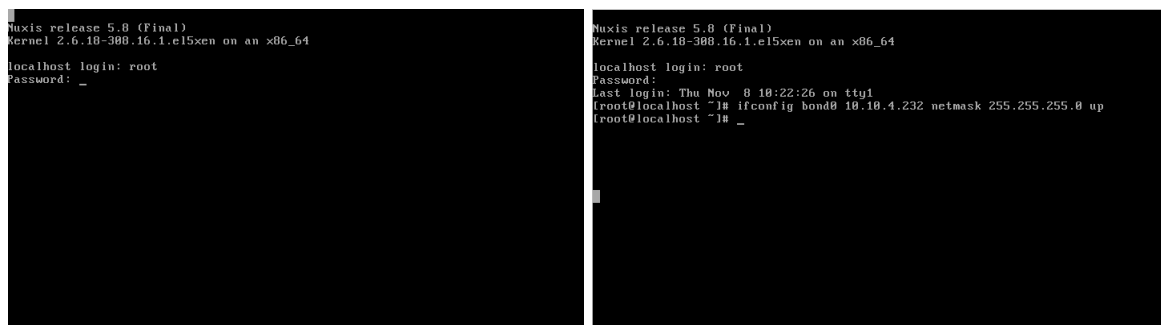 Nuxis release 5.8 (Final)
Kernel 2.6.18-308.16.1.el5xen on an x86_64
localhost login: root
Password: _
Nuxis release 5.8 (Final)
Kernel 2.6.18-308.16.1.el5xen on an x86_64
localhost login: root
Password:
Last login: Thu Nov  8 10:22:26 on tty1
[root@localhost ~]# ifconfig bond0 10.10.4.232 netmask 255.255.255.0 up
[root@localhost ~]# _